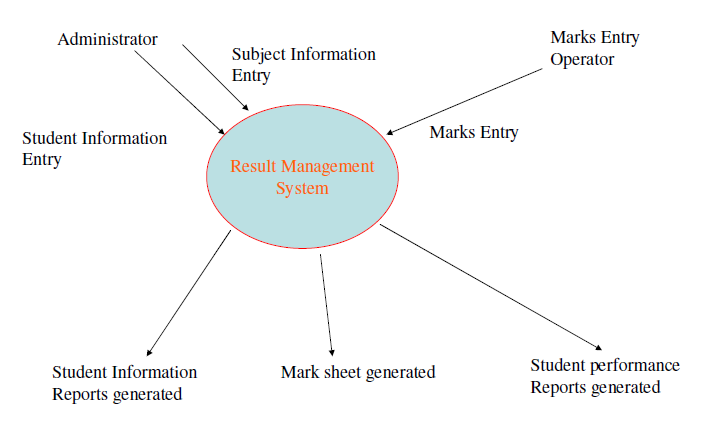 Administrator
Subject Information
Entry
Marks Entry
Operator
Student Information
Entry
Marks Entry
Result Management
System
Student Information
Reports generated
Mark sheet generated
Student performance
Reports generated